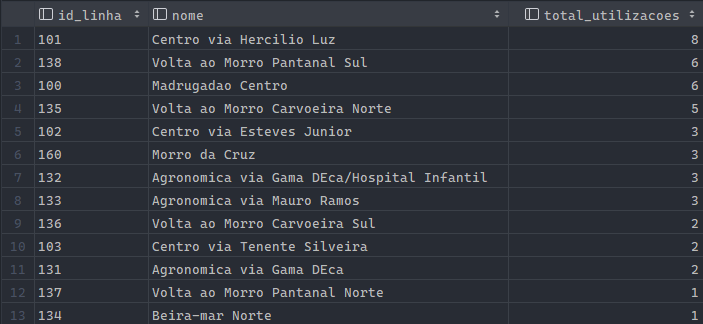 id_linha nome total_utilizacoes
1 101 Centro via Hercilio Luz 8
2 138 Volta ao Morro Pantanal Sul 6
3 100 Madrugadao Centro 6
4 135 Volta ao Morro Carvoeira Norte 5
5 102 Centro via Esteves Junior 3
6 160 Morro da Cruz 3
7 132 Agronomica via Gama DEca/Hospital Infantil 3
8 133 Agronomica via Mauro Ramos 3
9 136 Volta ao Morro Carvoeira Sul 2
10 103 Centro via Tenente Silveira 2
11 131 Agronomica via Gama DEca 2
12 137 Volta ao Morro Pantanal Norte 1
13 134 Beira-mar Norte 1